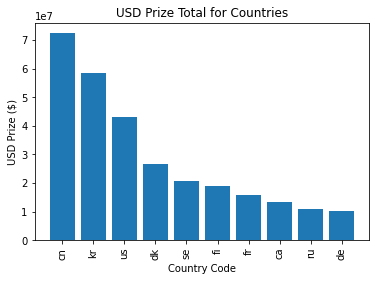 USD Prize Total for Countries
1e7
7
6
5
4
3
2
1
0
USD Prize ($)
cn kr us dk se fi fr ca ru de
Country Code